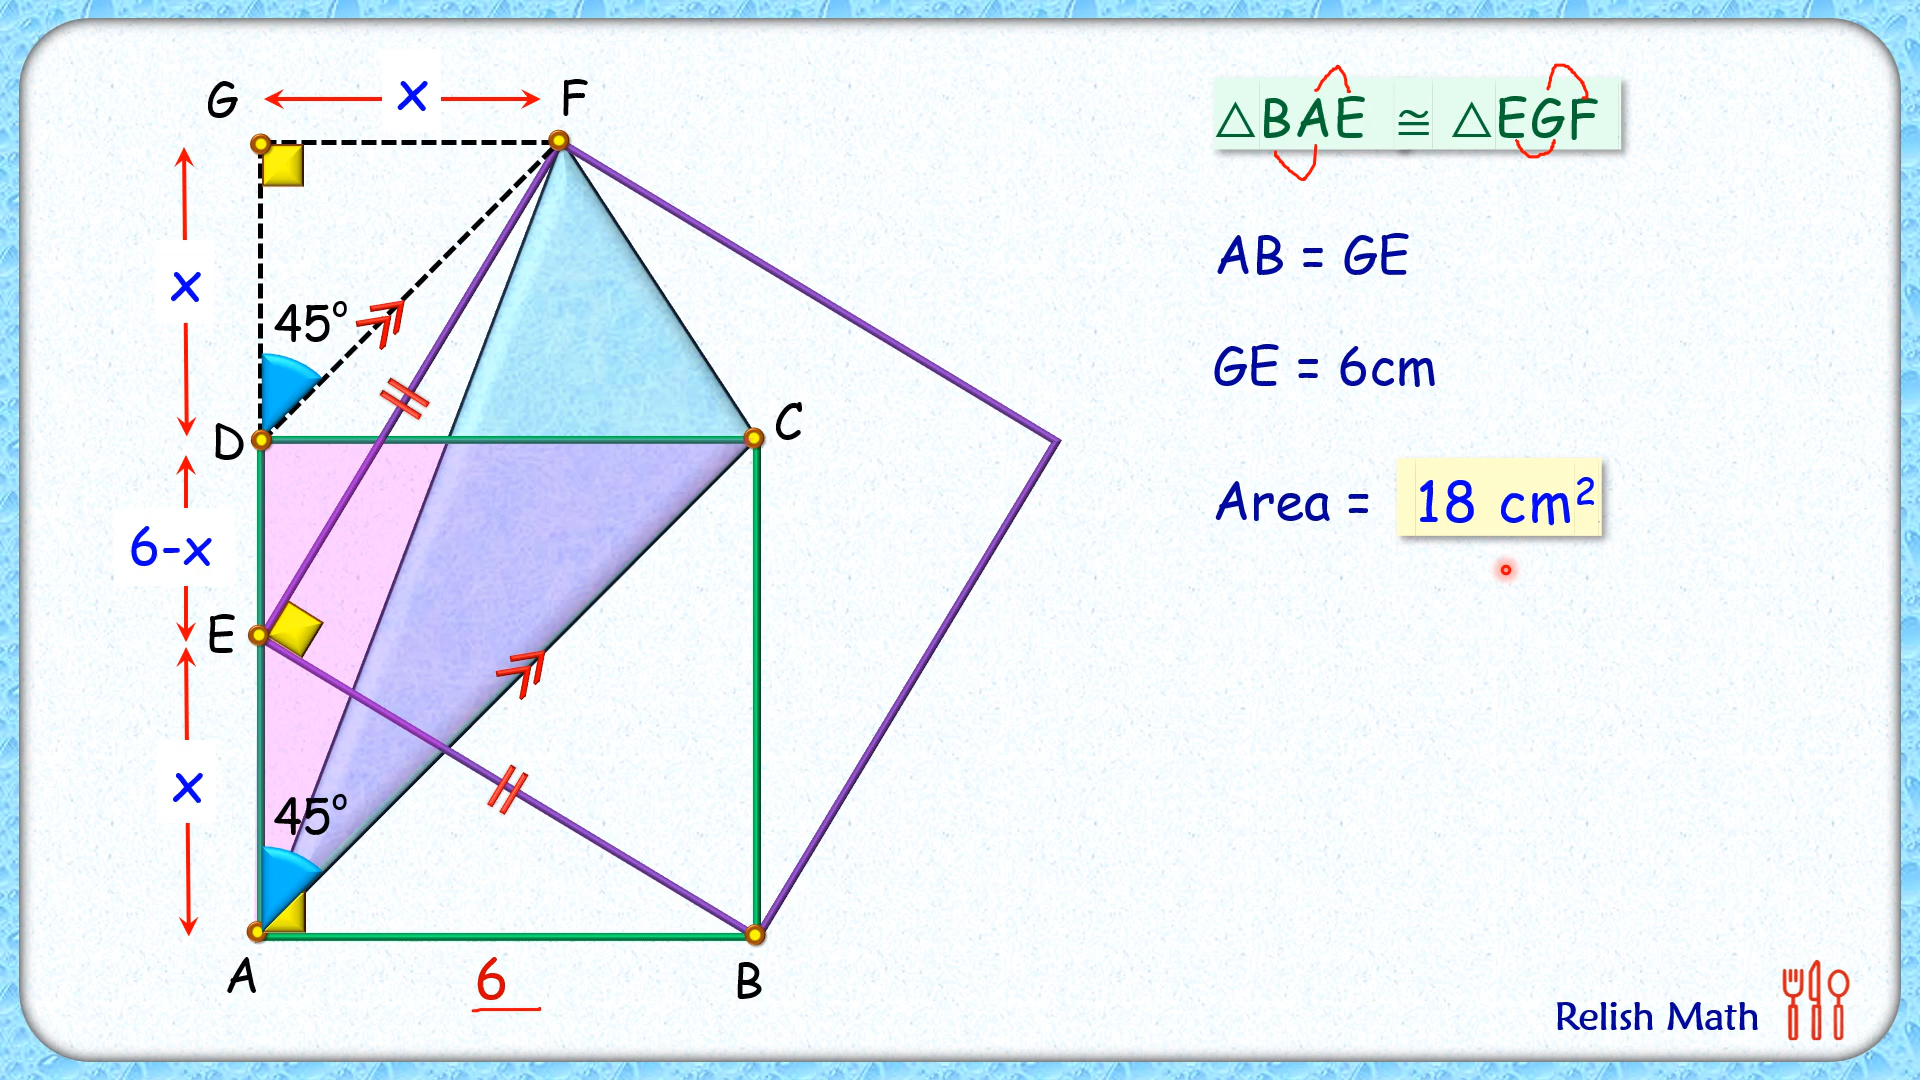 G x F
△BAE ≅ △EGF
AB = GE
x
45°
GE = 6cm
D C
Area = 18 cm²
6-x
E
x
45°
A 6 B
Relish Math